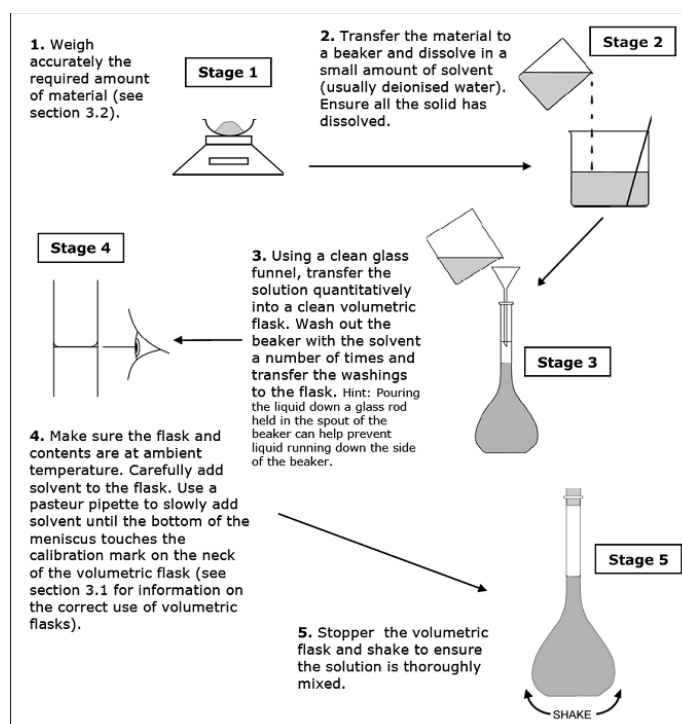 1. Weigh
accurately the
required amount
of material (see
section 3.2).
Stage 1
2. Transfer the material to
a beaker and dissolve in a
small amount of solvent
(usually deionised water).
Ensure all the solid has
dissolved.
Stage 2
3. Using a clean glass
funnel, transfer the
solution quantitatively
into a clean volumetric
flask. Wash out the
beaker with the solvent
a number of times and
transfer the washings
to the flask. Hint: Pouring
the liquid down a glass rod
held in the spout of the
beaker can help prevent
liquid running down the side
of the beaker.
Stage 3
Stage 4
4. Make sure the flask and
contents are at ambient
temperature. Carefully add
solvent to the flask. Use a
pasteur pipette to slowly add
solvent until the bottom of the
meniscus touches the
calibration mark on the neck
of the volumetric flask (see
section 3.1 for information on
the correct use of volumetric
flasks).
5. Stopper the volumetric
flask and shake to ensure
the solution is thoroughly
mixed.
Stage 5
SHAKE